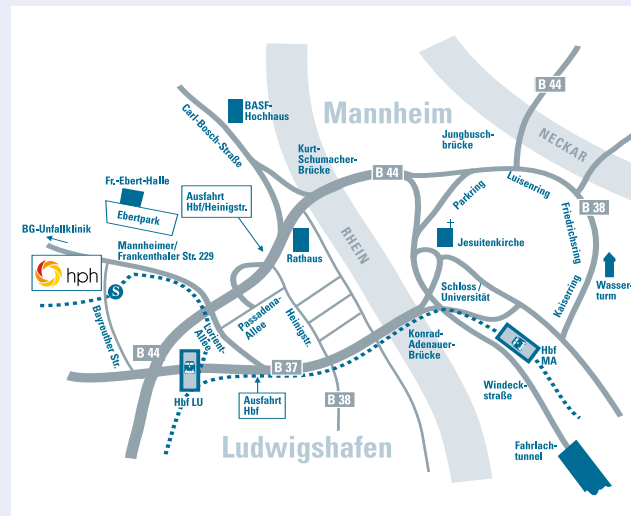 B 44
Mannheim
BASF-
Hochhaus
Carl-Bosch-Straße
Jungbusch-
brücke
NECKAR
Kurt-
Schumacher-
Brücke
B 44
Luisenring
Parkring
B 38
Friedrichsring
Fr.-Ebert-Halle
Ebertpark
Ausfahrt
Hbf/Heinigstr.
BG-Unfallklinik
Mannheimer/
Frankenthaler Str. 229
Rathaus
RHEIN
Jesuitenkirche
hph
S
Schloss /
Universität
Kaiserring
Wasser-
turm
Bayreuther Str.
Lorient-
Allee
Passadena-
Allee
Heinigstr.
Konrad-
Adenauer-
Brücke
Hbf
MA
B 44
B 37
Windeck-
straße
Hbf LU
Ausfahrt
Hbf
B 38
Ludwigshafen
Fahrlach-
tunnel